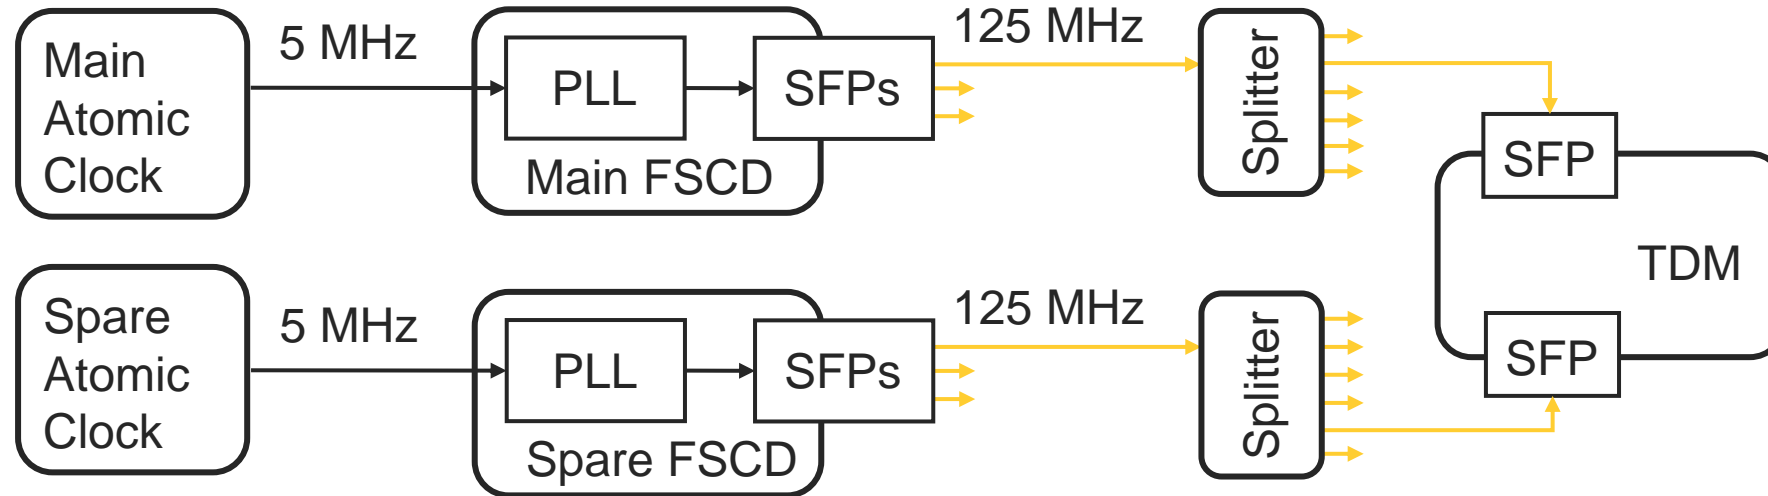 Main
Atomic
Clock
5 MHz
PLL
SFPs
Main FSCD
125 MHz
Splitter
SFP
TDM
Spare
Atomic
Clock
5 MHz
PLL
SFPs
Spare FSCD
125 MHz
Splitter
SFP